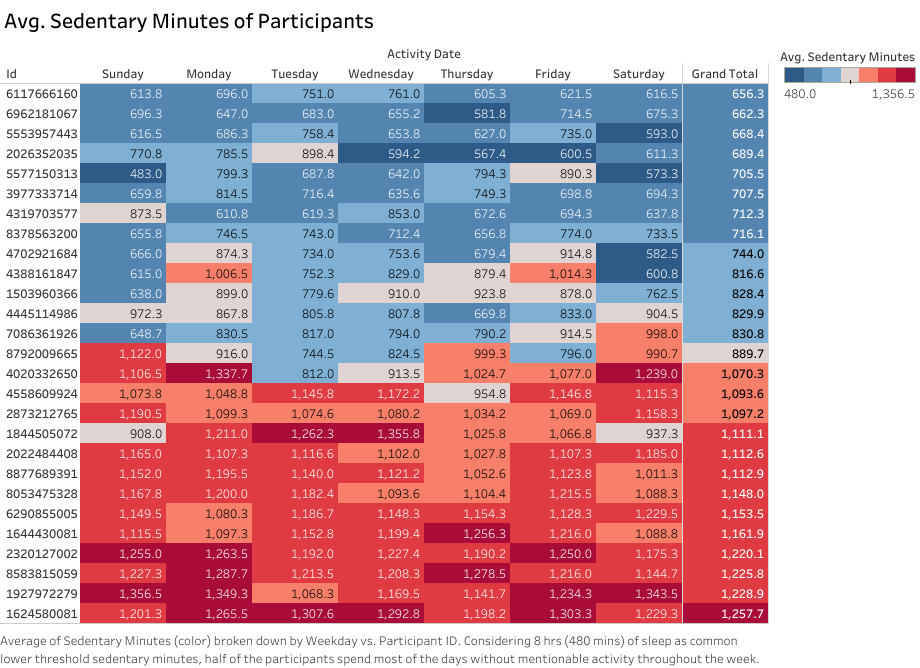 Avg. Sedentary Minutes of Participants
Activity Date
Avg. Sedentary Minutes
Id Sunday Monday Tuesday Wednesday Thursday Friday Saturday Grand Total
480.0 1,356.5
6117666160 613.8 696.0 751.0 761.0 605.3 621.5 616.5 656.3
6962181067 696.3 647.0 683.0 655.2 581.8 714.5 675.3 662.3
5553957443 616.5 686.3 758.4 653.8 627.0 735.0 593.0 668.4
2026352035 770.8 785.5 898.4 594.2 567.4 600.5 611.3 689.4
5577150313 483.0 799.3 687.8 642.0 794.3 890.3 573.3 705.5
3977333714 659.8 814.5 716.4 635.6 749.3 698.8 694.3 707.5
4319703577 873.5 610.8 619.3 853.0 672.6 694.3 637.8 712.3
8378563200 655.8 746.5 743.0 712.4 656.8 774.0 733.5 716.1
4702921684 666.0 874.3 734.0 753.6 679.4 914.8 582.5 744.0
4388161847 615.0 1,006.5 752.3 829.0 879.4 1,014.3 600.8 816.6
1503960366 638.0 899.0 779.6 910.0 923.8 878.0 762.5 828.4
4445114986 972.3 867.8 805.8 807.8 669.8 833.0 904.5 829.9
7086361926 648.7 830.5 817.0 794.0 790.2 914.5 998.0 830.8
8792009665 1,122.0 916.0 744.5 824.5 999.3 796.0 990.7 889.7
4020332650 1,106.5 1,337.7 812.0 913.5 1,024.7 1,077.0 1,239.0 1,070.3
4558609924 1,073.8 1,048.8 1,145.8 1,172.2 954.8 1,146.8 1,115.3 1,093.6
2873212765 1,190.5 1,099.3 1,074.6 1,080.2 1,034.2 1,069.0 1,158.3 1,097.2
1844505072 908.0 1,211.0 1,262.3 1,355.8 1,025.8 1,066.8 937.3 1,111.1
2022484408 1,165.0 1,107.3 1,116.6 1,102.0 1,027.8 1,107.3 1,185.0 1,112.6
8877689391 1,152.0 1,195.5 1,140.0 1,121.2 1,052.6 1,123.8 1,011.3 1,112.9
8053475328 1,167.8 1,200.0 1,182.4 1,093.6 1,104.4 1,215.5 1,088.3 1,148.0
6290855005 1,149.5 1,080.3 1,186.7 1,148.3 1,154.3 1,128.3 1,229.5 1,153.5
1644430081 1,115.5 1,097.3 1,152.8 1,199.4 1,256.3 1,216.0 1,088.8 1,161.9
2320127002 1,255.0 1,263.5 1,192.0 1,227.4 1,190.2 1,250.0 1,175.3 1,220.1
8583815059 1,227.3 1,287.7 1,213.5 1,208.3 1,278.5 1,216.0 1,144.7 1,225.8
1927972279 1,356.5 1,349.3 1,068.3 1,169.5 1,141.7 1,234.3 1,343.5 1,228.9
1624580081 1,201.3 1,265.5 1,307.6 1,292.8 1,198.2 1,303.3 1,229.3 1,257.7
Average of Sedentary Minutes (color) broken down by Weekday vs. Participant ID. Considering 8 hrs (480 mins) of sleep as common
lower threshold sedentary minutes, half of the participants spend most of the days without mentionable activity throughout the week.